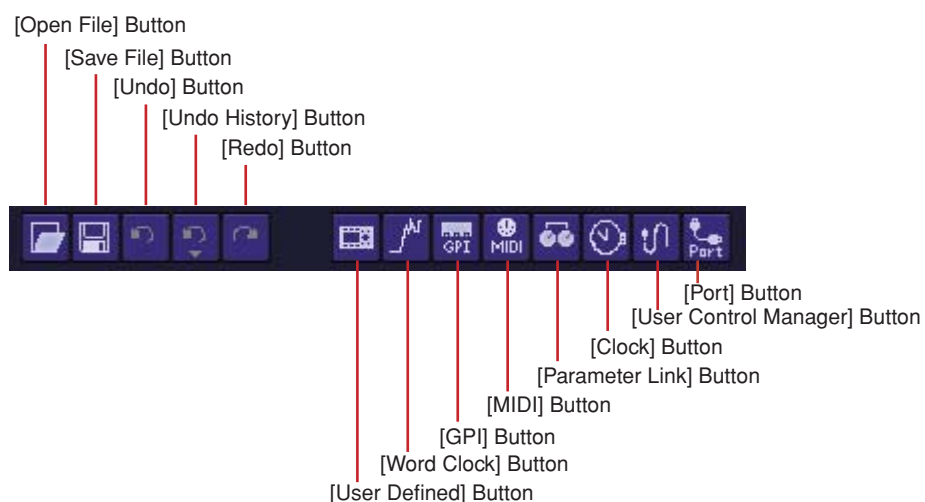 [Open File] Button
[Save File] Button
[Undo] Button
[Undo History] Button
[Redo] Button
GPI
MIDI
Port
[Port] Button
[User Control Manager] Button
[Clock] Button
[Parameter Link] Button
[MIDI] Button
[GPI] Button
[Word Clock] Button
[User Defined] Button